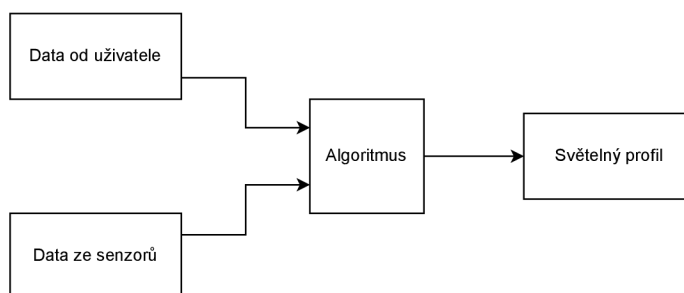 Data od uživatele
Algoritmus
Světelný profil
Data ze senzorů